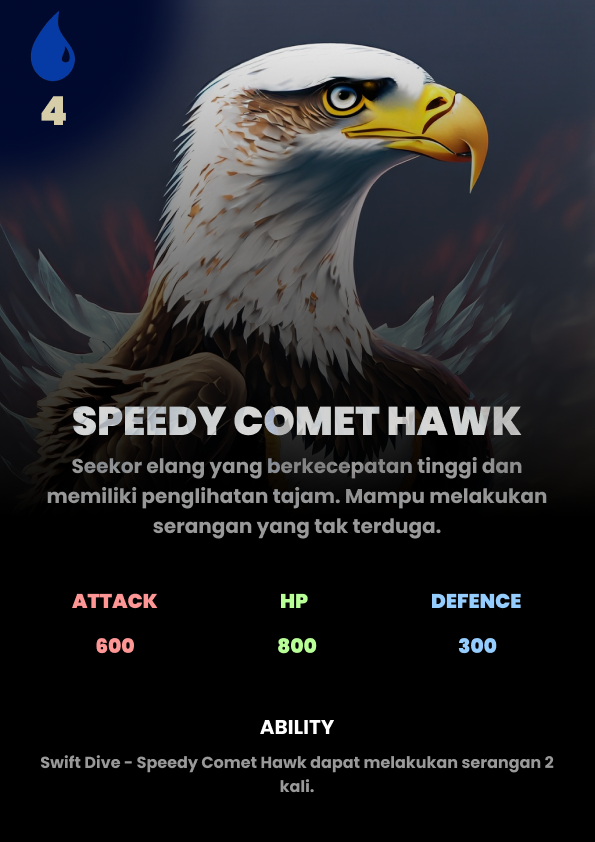 4
SPEEDY COMET HAWK
Seekor elang yang berkecepatan tinggi dan
memiliki penglihatan tajam. Mampu melakukan
serangan yang tak terduga.
ATTACK HP DEFENCE
600 800 300
ABILITY
Swift Dive - Speedy Comet Hawk dapat melakukan serangan 2
kali.